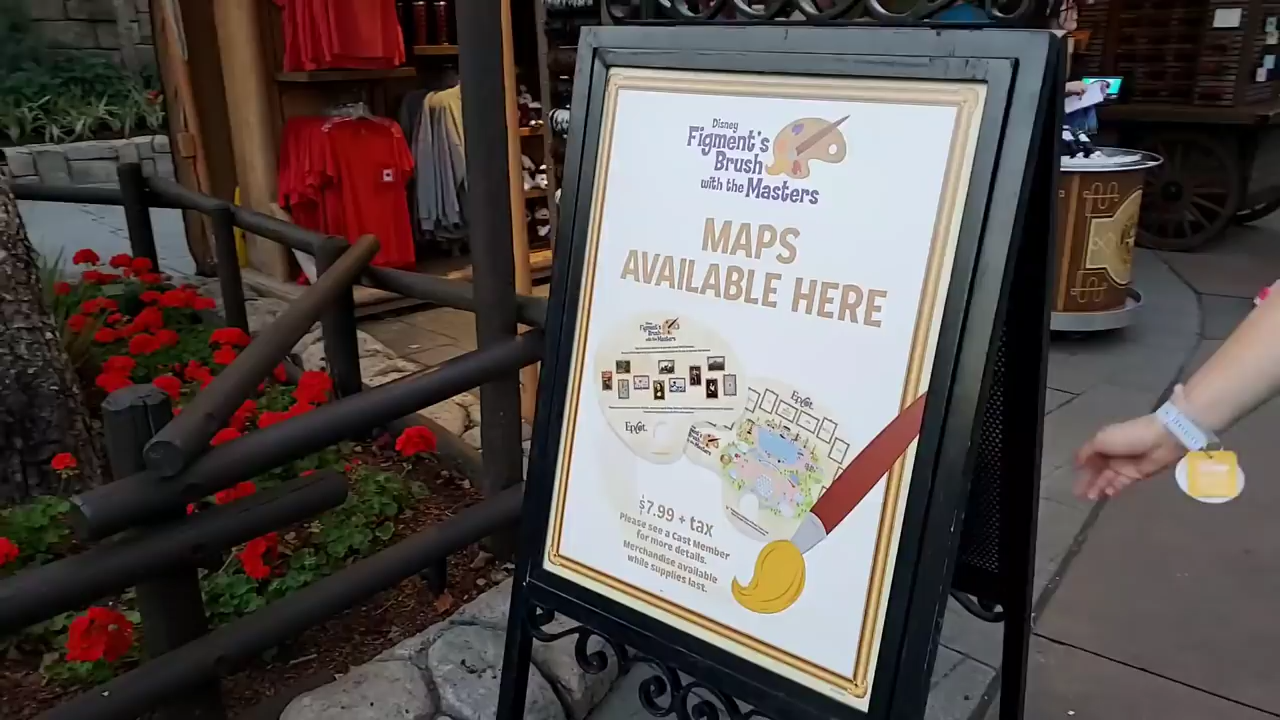 Disney
Figment's
Brush
with the Masters
MAPS
AVAILABLE HERE
Figment's
Brush
with the Masters
Epcot
Epcot
$7.99 + tax
Please see a Cast Member
for more details.
Merchandise available
while supplies last.